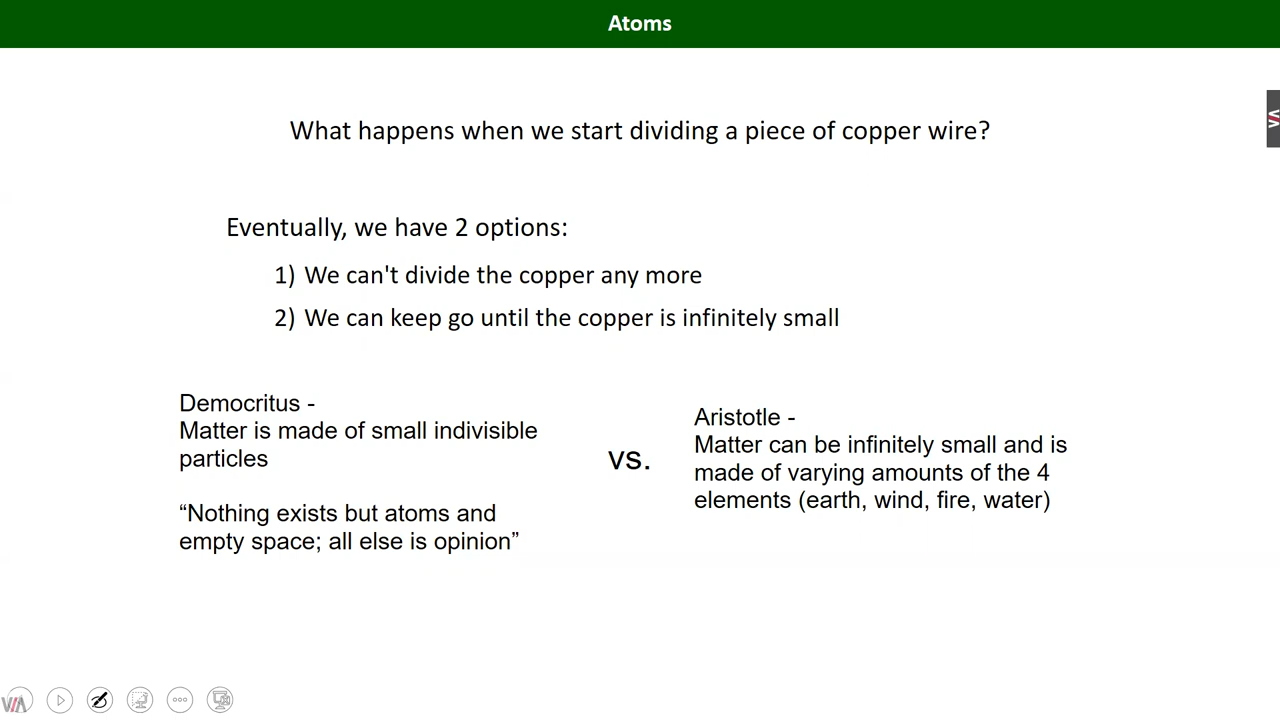 Atoms
What happens when we start dividing a piece of copper wire?
Eventually, we have 2 options:
1) We can't divide the copper any more
2) We can keep go until the copper is infinitely small
Democritus -
Matter is made of small indivisible
particles
“Nothing exists but atoms and
empty space; all else is opinion”
vs.
Aristotle -
Matter can be infinitely small and is
made of varying amounts of the 4
elements (earth, wind, fire, water)
VIA